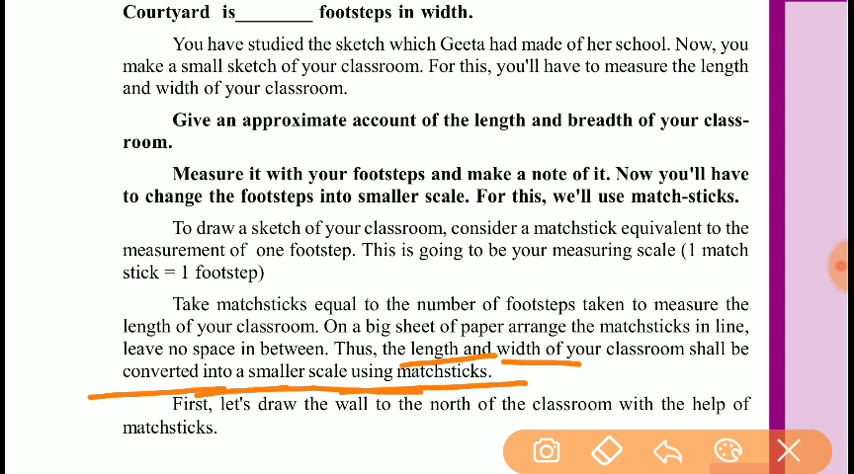 Courtyard is________ footsteps in width.
You have studied the sketch which Geeta had made of her school. Now, you
make a small sketch of your classroom. For this, you'll have to measure the length
and width of your classroom.
Give an approximate account of the length and breadth of your class-
room.
Measure it with your footsteps and make a note of it. Now you'll have
to change the footsteps into smaller scale. For this, we'll use match-sticks.
To draw a sketch of your classroom, consider a matchstick equivalent to the
measurement of one footstep. This is going to be your measuring scale (1 match
stick = 1 footstep)
Take matchsticks equal to the number of footsteps taken to measure the
length of your classroom. On a big sheet of paper arrange the matchsticks in line,
leave no space in between. Thus, the length and width of your classroom shall be
converted into a smaller scale using matchsticks.
First, let's draw the wall to the north of the classroom with the help of
matchsticks.